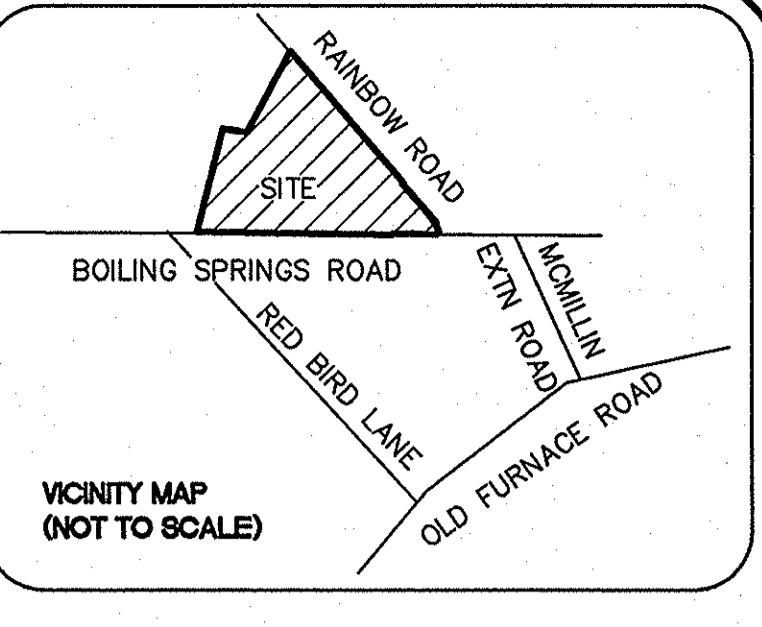 RAINBOW ROAD
SITE
BOILING SPRINGS ROAD
MCMILLIN
EXTN ROAD
RED BIRD LANE
OLD FURNACE ROAD
VICINITY MAP
(NOT TO SCALE)